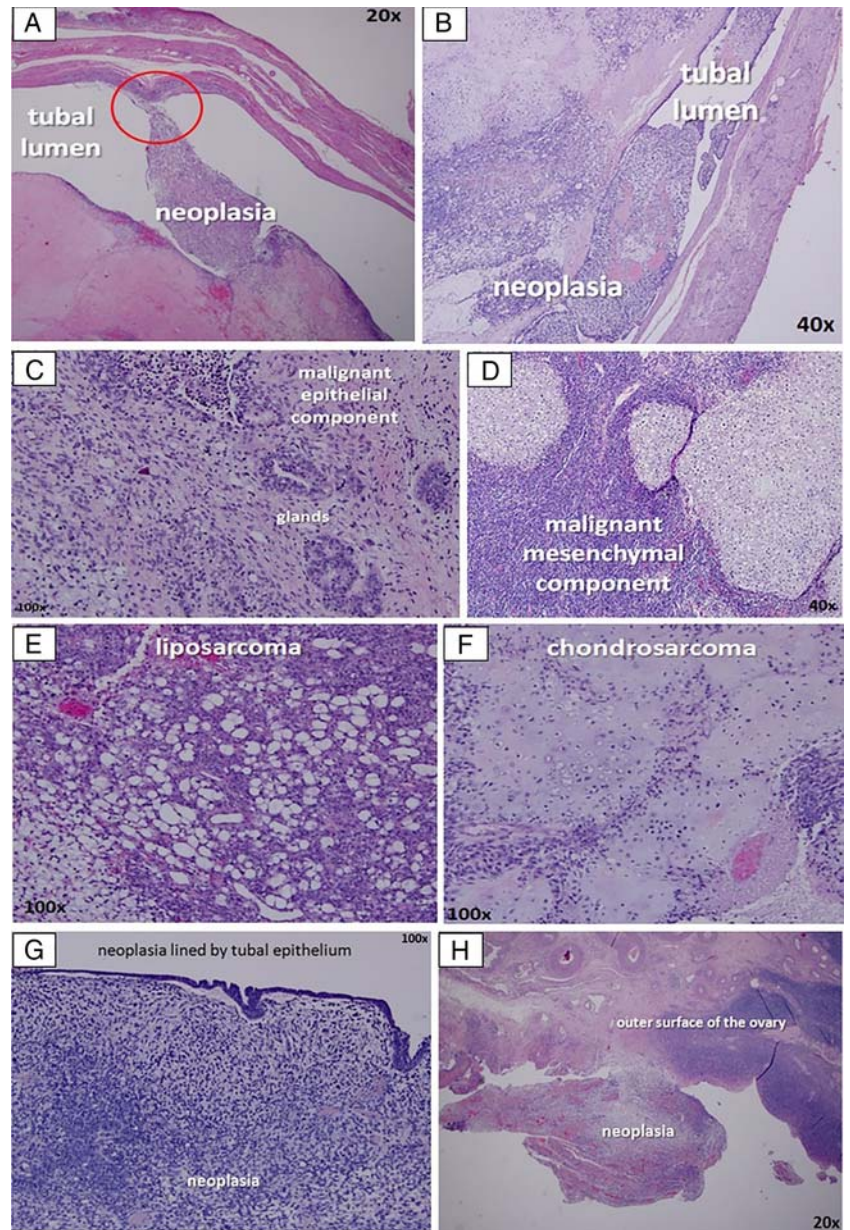 A
20x
tubal
lumen
neoplasia
B
tubal
lumen
neoplasia
40x
C
malignant
epithelial
component
glands
100x
D
malignant
mesenchymal
component
40x
E
liposarcoma
100x
F
chondrosarcoma
100x
G
neoplasia lined by tubal epithelium
100x
neoplasia
H
outer surface of the ovary
neoplasia
20x